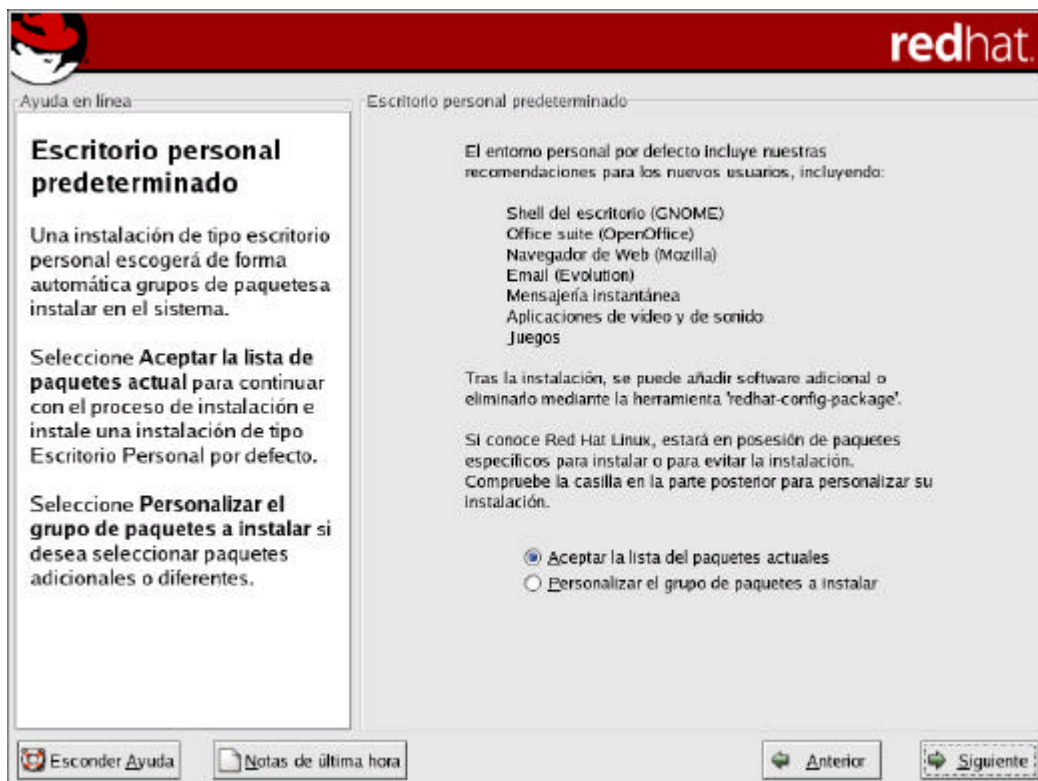 redhat.
Ayuda en línea
Escritorio personal
predeterminado
Una instalación de tipo escritorio
personal escogerá de forma
automática grupos de paquetesa
instalar en el sistema.
Seleccione Aceptar la lista de
paquetes actual para continuar
con el proceso de instalación e
instale una instalación de tipo
Escritorio Personal por defecto.
Seleccione Personalizar el
grupo de paquetes a instalar si
desea seleccionar paquetes
adicionales o diferentes.
Escritorio personal predeterminado
El entorno personal por defecto incluye nuestras
recomendaciones para los nuevos usuarios, incluyendo:
Shell del escritorio (GNOME)
Office suite (OpenOffice)
Navegador de Web (Mozilla)
Email (Evolution)
Mensajería instantánea
Aplicaciones de vídeo y de sonido
Juegos
Tras la instalación, se puede añadir software adicional o
eliminarlo mediante la herramienta 'redhat-config-package'.
Si conoce Red Hat Linux, estará en posesión de paquetes
específicos para instalar o para evitar la instalación.
Compruebe la casilla en la parte posterior para personalizar su
instalación.
Aceptar la lista del paquetes actuales
Personalizar el grupo de paquetes a instalar
Esconder Ayuda
Notas de última hora
Anterior
Siguiente